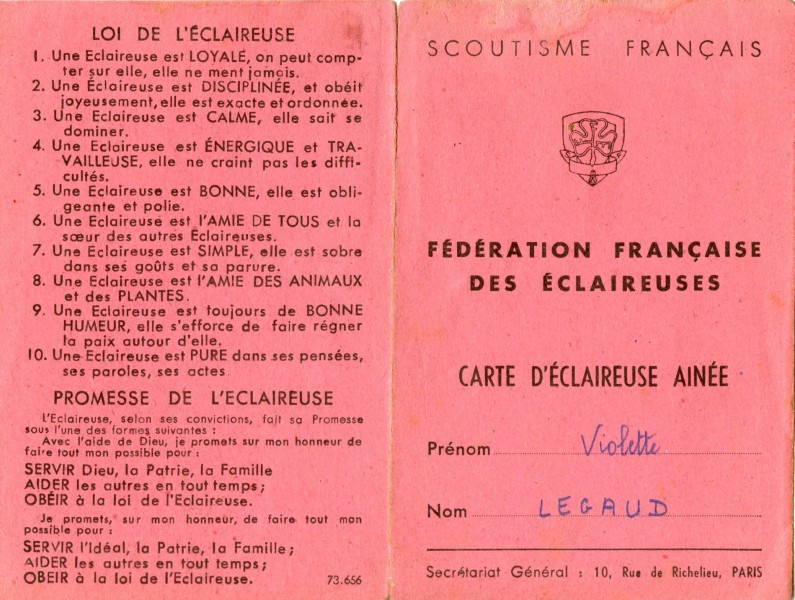 LOI DE L'ÉCLAIREUSE
1. Une Eclaireuse est LOYALE, on peut comp-
ter sur elle, elle ne ment jamais.
2. Une Éclaireuse est DISCIPLINÉE, et obéit
joyeusement, elle est exacte et ordonnée.
3. Une Eclaireuse est CALME, elle sait se
dominer.
4. Une Eclaireuse est ÉNERGIQUE et TRA-
VAILLEUSE, elle ne craint pas les diffi-
cultés.
5. Une Eclaireuse est BONNE, elle est obli-
geante et polie.
6. Une Eclaireuse est l'AMIE DE TOUS et la
sœur des autres Éclaireuses.
7. Une Eclaireuse est SIMPLE, elle est sobre
dans ses goûts et sa parure.
8. Une Eclaireuse est l'AMIE DES ANIMAUX
et des PLANTES.
9. Une Eclaireuse est toujours de BONNE
HUMEUR, elle s'efforce de faire régner
la paix autour d'elle.
10. Une Eclaireuse est PURE dans ses pensées,
ses paroles, ses actes
PROMESSE DE L'ECLAIREUSE
L'Eclaireuse, selon ses convictions, fait sa Promesse
sous l'une des formes suivantes :
Avec l'aide de Dieu, je promets sur mon honneur de
faire tout mon possible pour :
SERVIR Dieu, la Patrie, la Famille
AIDER les autres en tout temps;
OBÉIR à la loi de l'Eclaireuse.
Je promets, sur mon honneur, de faire tout mon
possible pour :
SERVIR l'Idéal, la Patrie, la Famille;
AIDER les autres en tout temps;
OBEIR à la loi de l'Eclaireuse.
73.656
SCOUTISME FRANÇAIS
FÉDÉRATION FRANÇAISE
DES ÉCLAIREUSES
CARTE D'ÉCLAIREUSE AINÉE
Prénom Violette
Nom LEGAUD
Secrétariat Général : 10, Rue de Richelieu, PARIS